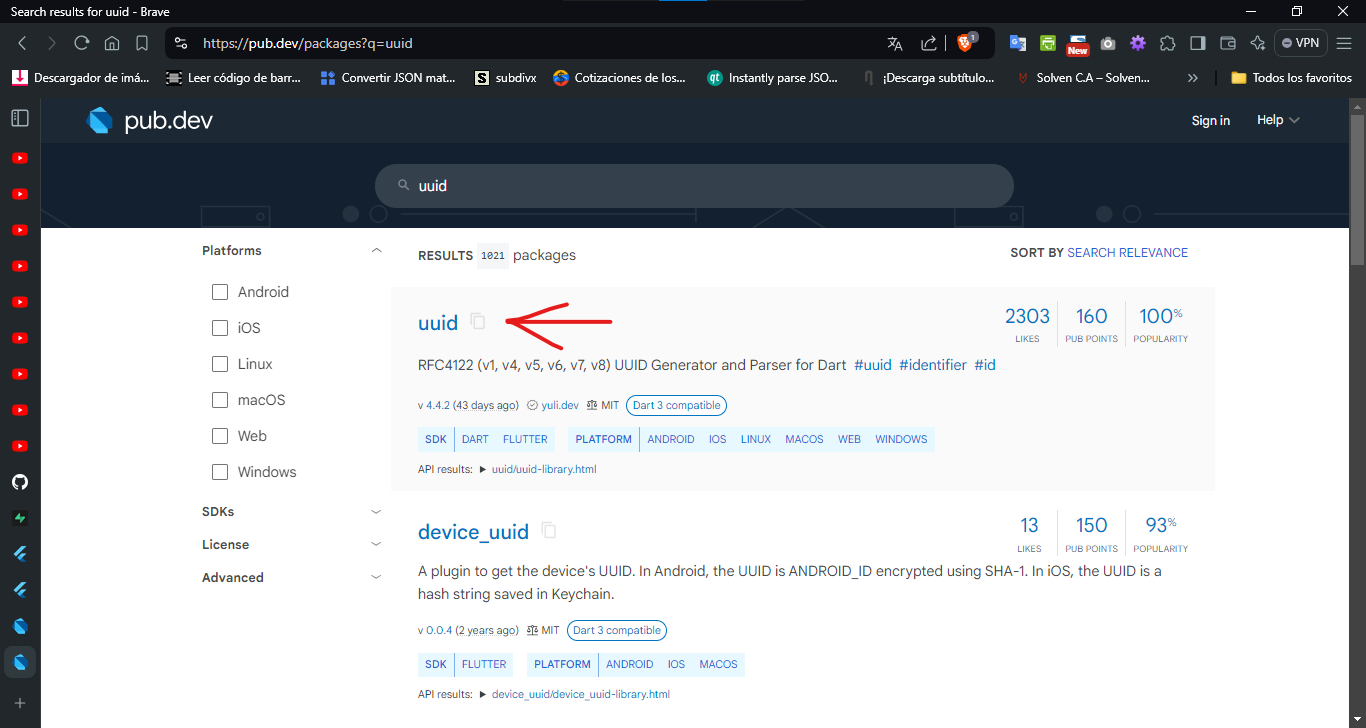 Search results for uuid - Brave
https://pub.dev/packages?q=uuid
1
New
VPN
Descargador de imá...
Leer código de barr...
Convertir JSON mat...
S subdivx
Cotizaciones de los...
qt Instantly parse JSO...
¡Descarga subtítulo...
Solven C.A – Solven...
»
Todos los favoritos
pub.dev
Sign in
Help
uuid
Platforms
Android
iOS
Linux
macOS
Web
Windows
SDKs
License
Advanced
RESULTS 1021 packages
SORT BY SEARCH RELEVANCE
uuid
2303 LIKES
160 PUB POINTS
100% POPULARITY
RFC4122 (v1, v4, v5, v6, v7, v8) UUID Generator and Parser for Dart #uuid #identifier #id
v 4.4.2 (43 days ago) yuli.dev MIT Dart 3 compatible
SDK DART FLUTTER PLATFORM ANDROID IOS LINUX MACOS WEB WINDOWS
API results: ▶ uuid/uuid-library.html
device_uuid
13 LIKES
150 PUB POINTS
93% POPULARITY
A plugin to get the device's UUID. In Android, the UUID is ANDROID_ID encrypted using SHA-1. In iOS, the UUID is a
hash string saved in Keychain.
v 0.0.4 (2 years ago) MIT Dart 3 compatible
SDK FLUTTER PLATFORM ANDROID IOS MACOS
API results: ▶ device_uuid/device_uuid-library.html